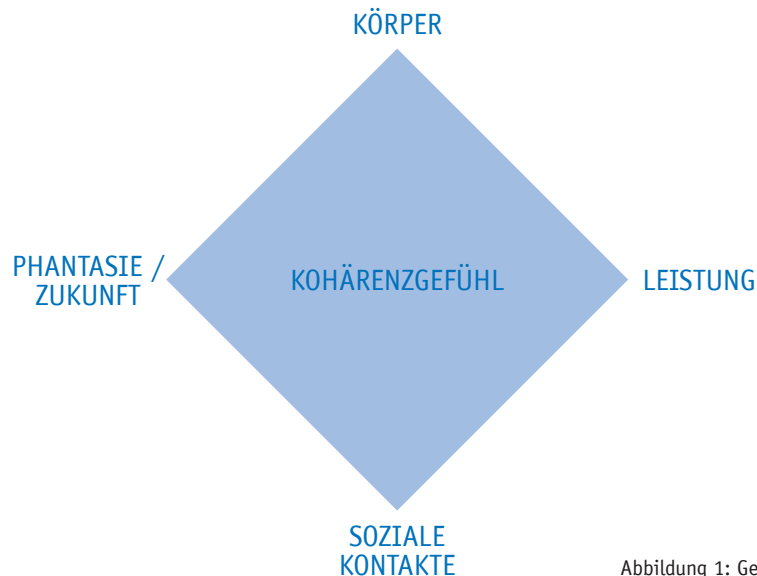 KÖRPER
PHANTASIE /
ZUKUNFT
KOHÄRENZGEFÜHL
LEISTUNG
SOZIALE
KONTAKTE
Abbildung 1: Ge